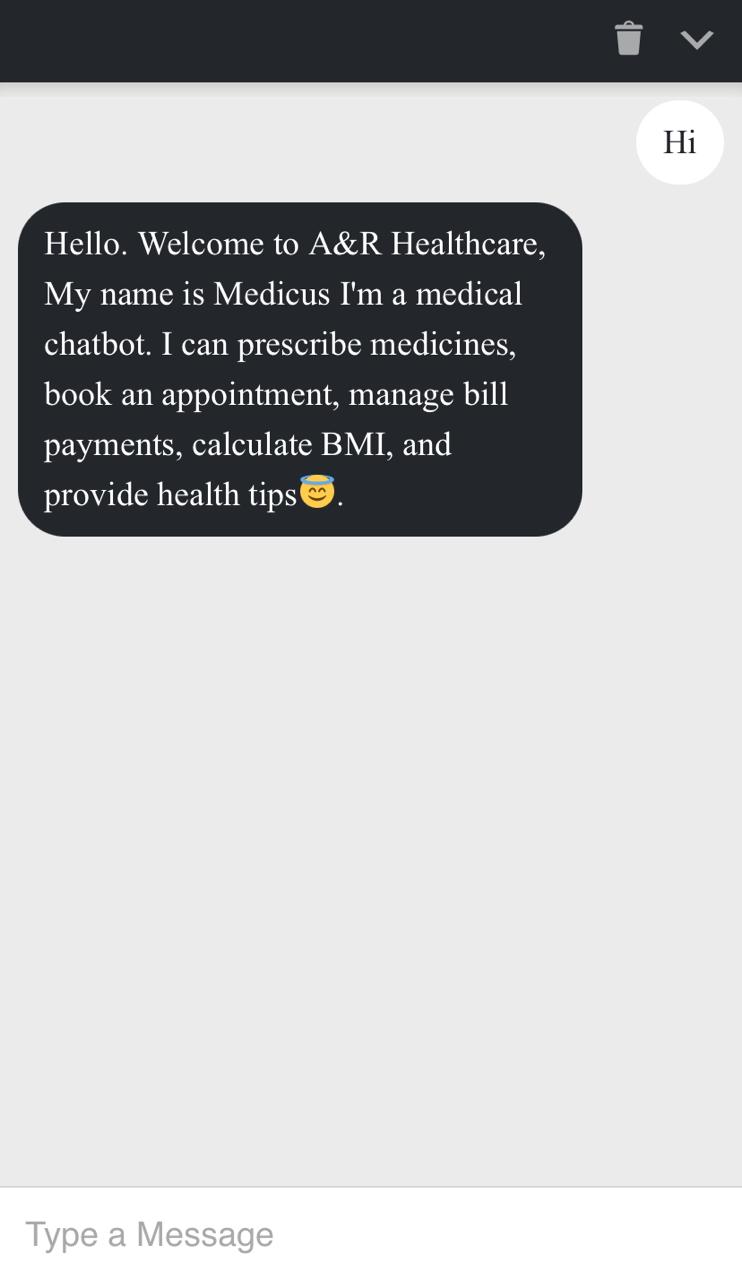 Hi
Hello. Welcome to A&R Healthcare,
My name is Medicus I'm a medical
chatbot. I can prescribe medicines,
book an appointment, manage bill
payments, calculate BMI, and
provide health tips😇.
Type a Message